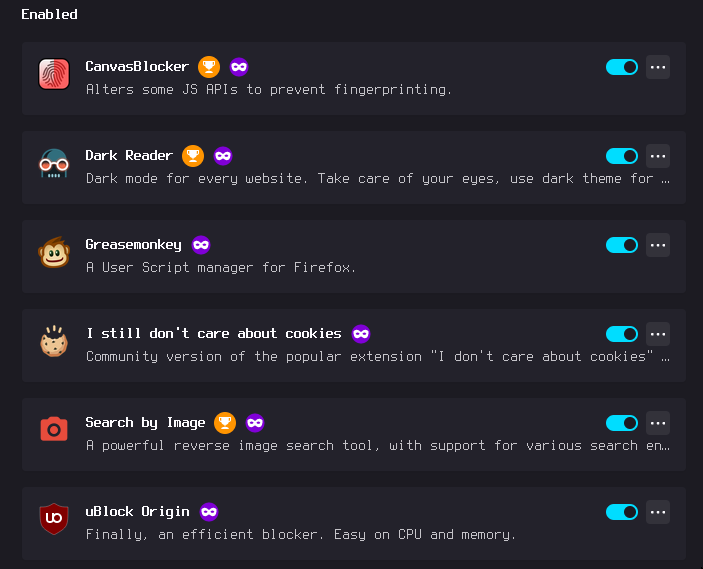 Enabled
CanvasBlocker
Alters some JS APIs to prevent fingerprinting.
Dark Reader
Dark mode for every website. Take care of your eyes, use dark theme for …
Greasemonkey
A User Script manager for Firefox.
I still don't care about cookies
Community version of the popular extension "I don't care about cookies" …
Search by Image
A powerful reverse image search tool, with support for various search en…
uBlock Origin
Finally, an efficient blocker. Easy on CPU and memory.